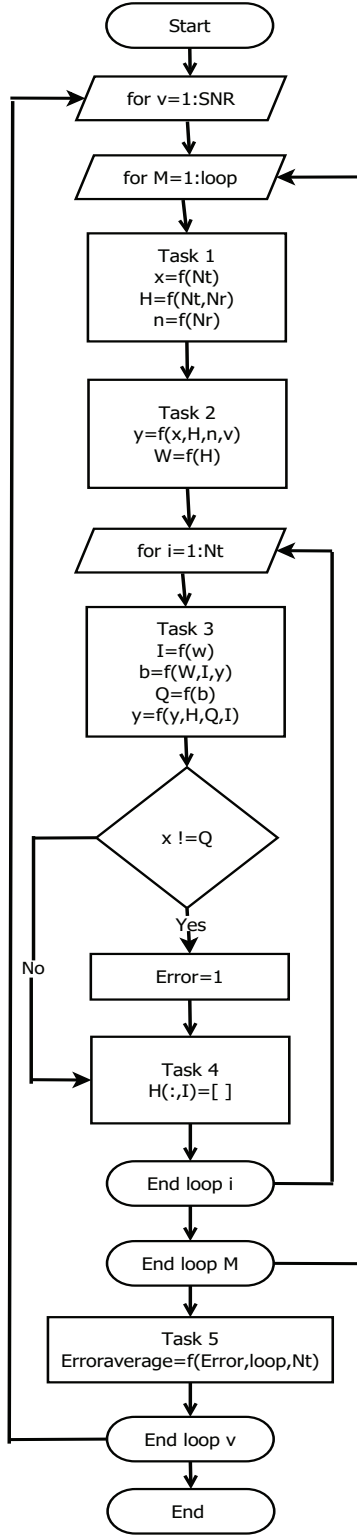 Start
for v=1:SNR
for M=1:loop
Task 1
x=f(Nt)
H=f(Nt,Nr)
n=f(Nr)
Task 2
y=f(x,H,n,v)
W=f(H)
for i=1:Nt
Task 3
I=f(w)
b=f(W,I,y)
Q=f(b)
y=f(y,H,Q,I)
x !=Q
Yes
No
Error=1
Task 4
H(:,I)=[ ]
End loop i
End loop M
Task 5
Erroraverage=f(Error,loop,Nt)
End loop v
End